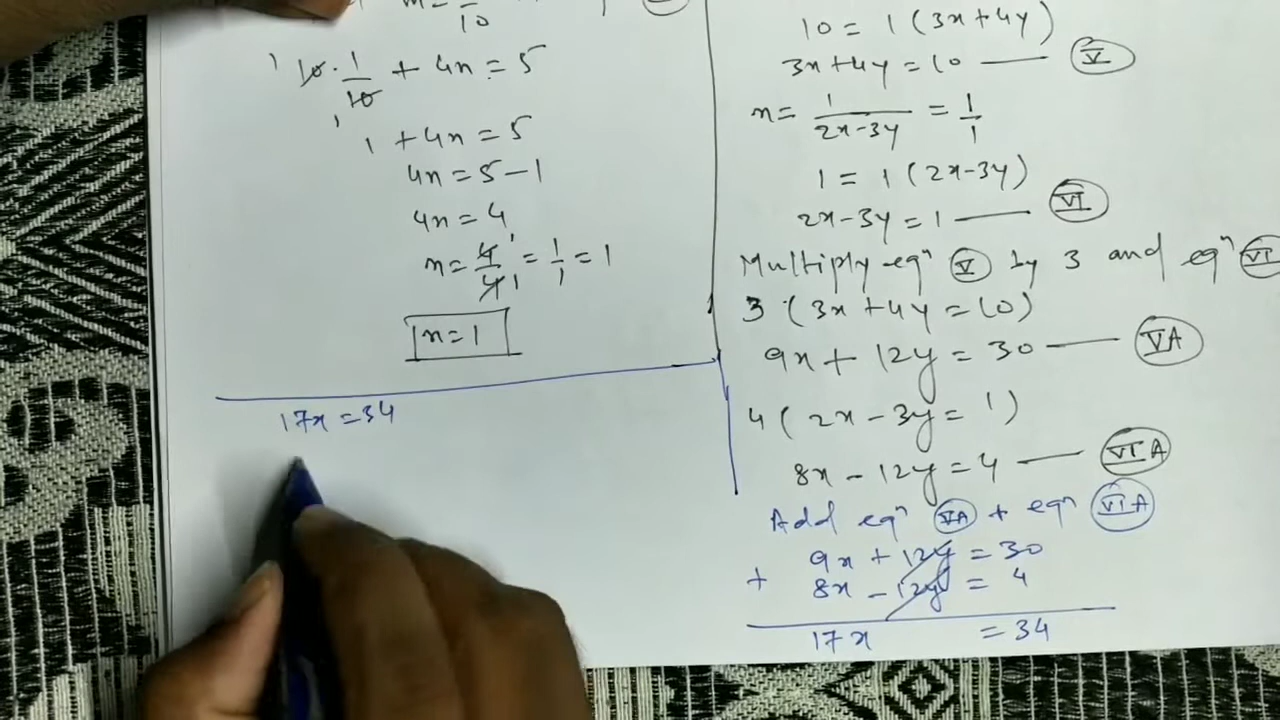 m = /10
10 · 1/10 + 4n = 5
1 + 4n = 5
4n = 5 - 1
4n = 4
n = 4/4 = 1/1 = 1
n = 1
17x = 34
10 = 1 (3x + 4y)
3x + 4y = 10 — V
n = 1/2x-3y = 1/1
1 = 1 (2x - 3y)
2x - 3y = 1 — VI
Multiply eqn V by 3 and eqn VI
3 (3x + 4y = 10)
9x + 12y = 30 — VA
4 (2x - 3y = 1)
8x - 12y = 4 — VIA
Add eqn VA + eqn VIA
9x + 12y = 30
+ 8x - 12y = 4
17x = 34